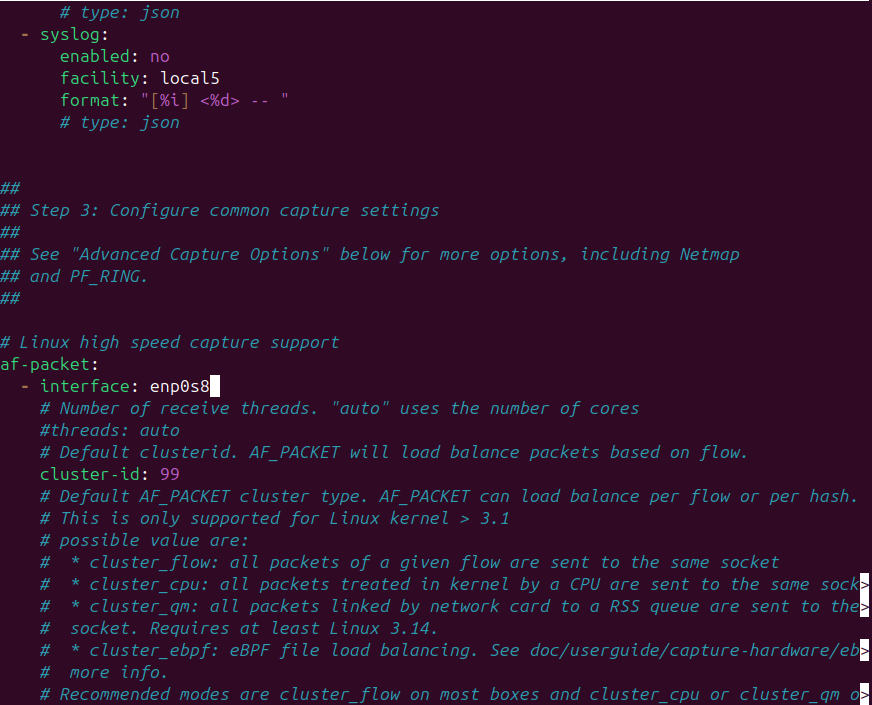 # type: json
  - syslog:
      enabled: no
      facility: local5
      format: "[%i] <%d> -- "
      # type: json
##
## Step 3: Configure common capture settings
##
## See "Advanced Capture Options" below for more options, including Netmap
## and PF_RING.
##
# Linux high speed capture support
af-packet:
  - interface: enp0s8
    # Number of receive threads. "auto" uses the number of cores
    #threads: auto
    # Default clusterid. AF_PACKET will load balance packets based on flow.
    cluster-id: 99
    # Default AF_PACKET cluster type. AF_PACKET can load balance per flow or per hash.
    # This is only supported for Linux kernel > 3.1
    # possible value are:
    #  * cluster_flow: all packets of a given flow are sent to the same socket
    #  * cluster_cpu: all packets treated in kernel by a CPU are sent to the same sock>
    #  * cluster_qm: all packets linked by network card to a RSS queue are sent to the>
    #  socket. Requires at least Linux 3.14.
    #  * cluster_ebpf: eBPF file load balancing. See doc/userguide/capture-hardware/eb>
    #  more info.
    # Recommended modes are cluster_flow on most boxes and cluster_cpu or cluster_qm o>